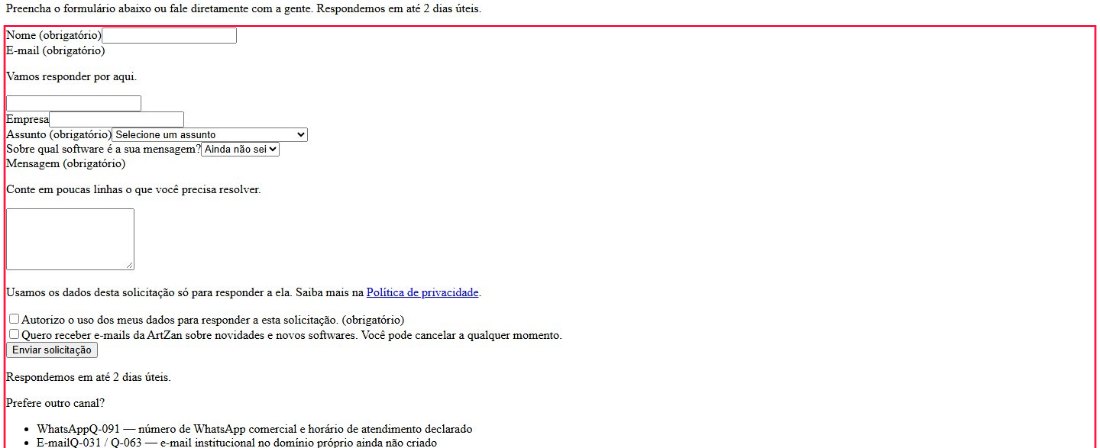 Preencha o formulário abaixo ou fale diretamente com a gente. Respondemos em até 2 dias úteis.
Nome (obrigatório)
E-mail (obrigatório)
Vamos responder por aqui.
Empresa
Assunto (obrigatório) Selecione um assunto
Sobre qual software é a sua mensagem? Ainda não sei
Mensagem (obrigatório)
Conte em poucas linhas o que você precisa resolver.
Usamos os dados desta solicitação só para responder a ela. Saiba mais na Política de privacidade.
Autorizo o uso dos meus dados para responder a esta solicitação. (obrigatório)
Quero receber e-mails da ArtZan sobre novidades e novos softwares. Você pode cancelar a qualquer momento.
Enviar solicitação
Respondemos em até 2 dias úteis.
Prefere outro canal?
WhatsAppQ-091 — número de WhatsApp comercial e horário de atendimento declarado
E-mailQ-031 / Q-063 — e-mail institucional no domínio próprio ainda não criado